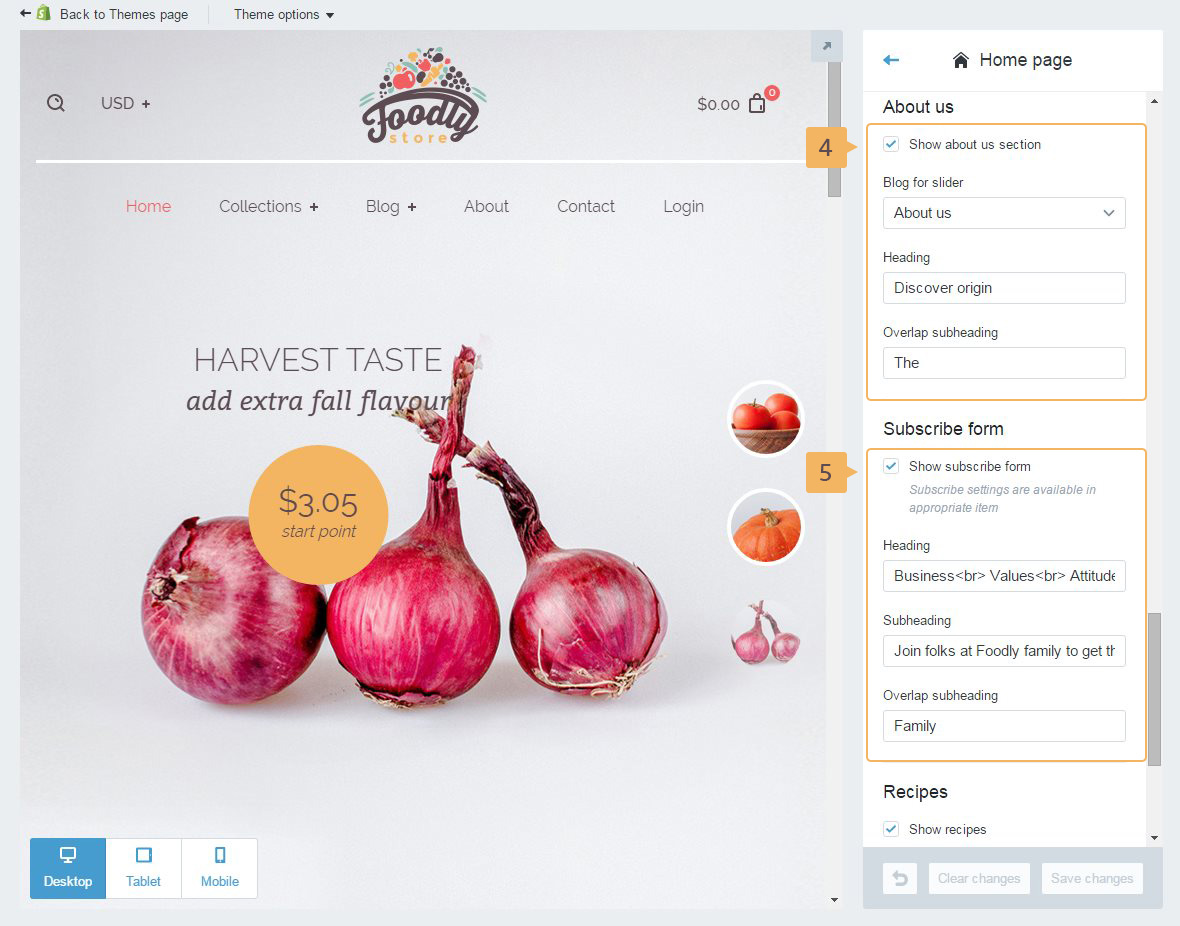 Back to Themes page
Theme options
USD +
Foodly
store
$0.00
0
Home
Collections +
Blog +
About
Contact
Login
HARVEST TASTE
add extra fall flavour
$3.05
start point
Desktop
Tablet
Mobile
Home page
About us
4
Show about us section
Blog for slider
About us
Heading
Discover origin
Overlap subheading
The
Subscribe form
5
Show subscribe form
Subscribe settings are available in
appropriate item
Heading
Business<br> Values<br> Attitude
Subheading
Join folks at Foodly family to get th
Overlap subheading
Family
Recipes
Show recipes
Clear changes
Save changes